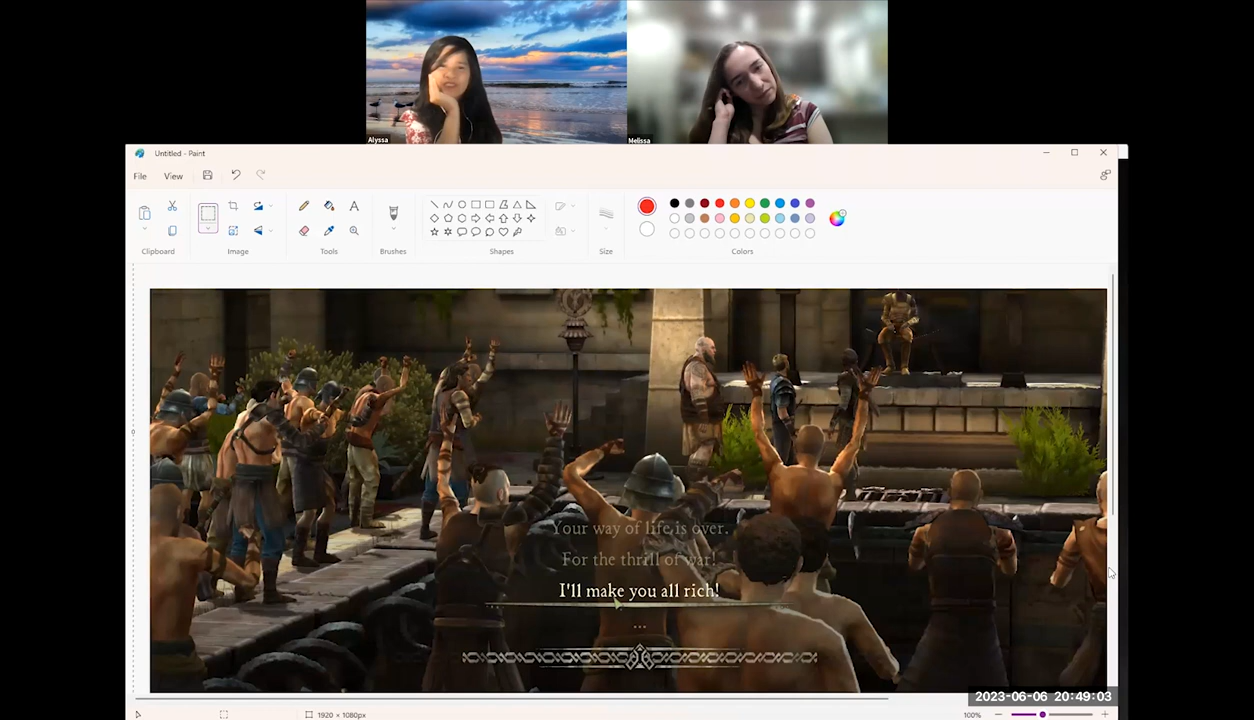 Alyssa
Melissa
Untitled - Paint
File
View
Clipboard
Image
Tools
Brushes
Shapes
Size
Colors
Your way of life is over.
For the thrill of war!
I'll make you all rich!
...
2023-06-06 20:49:03
1920 × 1080px
100%